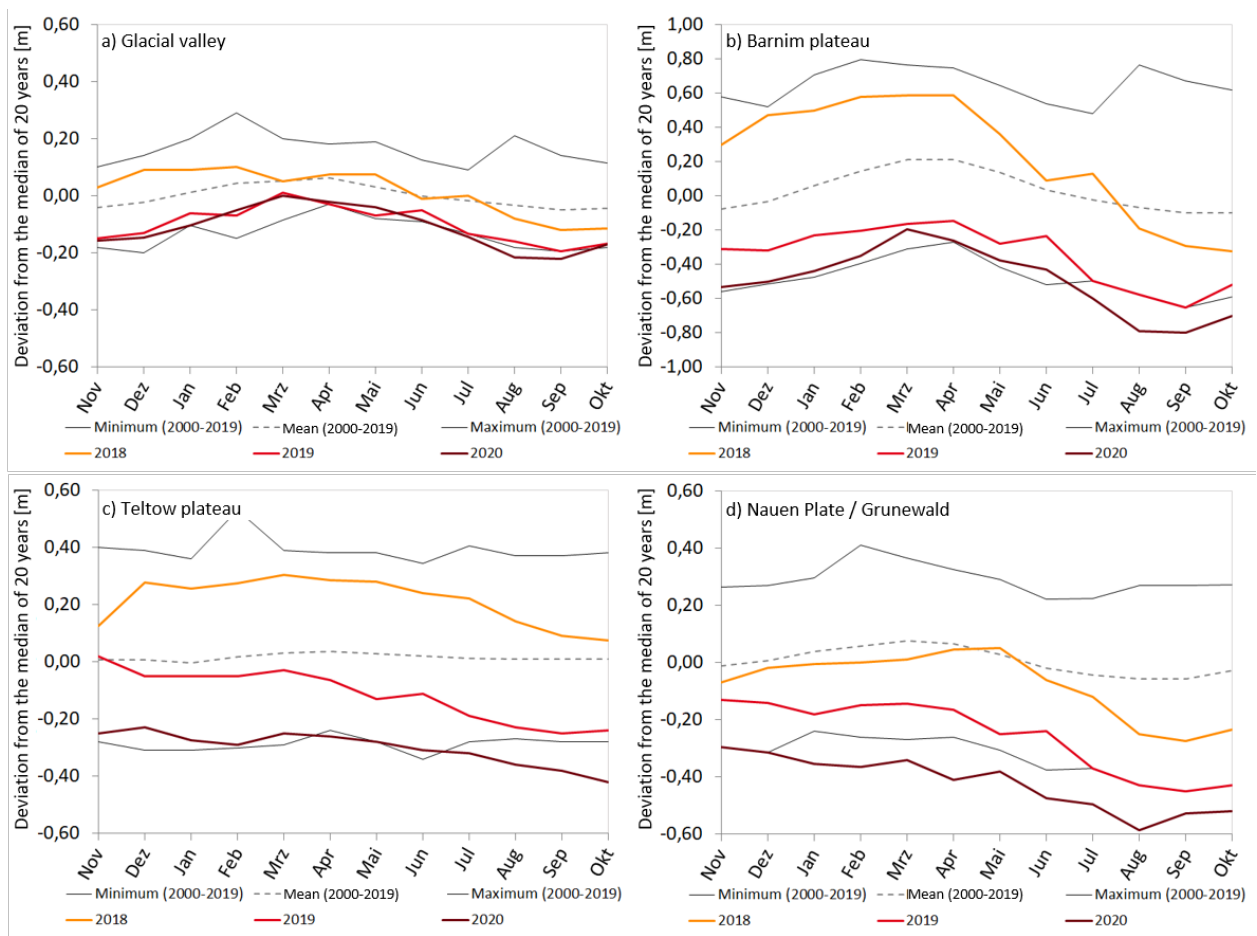 Deviation from the median of 20 years [m]
a) Glacial valley
0,60
0,40
0,20
0,00
-0,20
-0,40
-0,60
Nov Dez Jan Feb Mrz Apr Mai Jun Jul Aug Sep Okt
Minimum (2000-2019) Mean (2000-2019) Maximum (2000-2019)
2018 2019 2020
Deviation from the median of 20 years [m]
b) Barnim plateau
1,00
0,80
0,60
0,40
0,20
0,00
-0,20
-0,40
-0,60
-0,80
-1,00
Nov Dez Jan Feb Mrz Apr Mai Jun Jul Aug Sep Okt
Minimum (2000-2019) Mean (2000-2019) Maximum (2000-2019)
2018 2019 2020
Deviation from the median of 20 years [m]
c) Teltow plateau
0,60
0,40
0,20
0,00
-0,20
-0,40
-0,60
Nov Dez Jan Feb Mrz Apr Mai Jun Jul Aug Sep Okt
Minimum (2000-2019) Mean (2000-2019) Maximum (2000-2019)
2018 2019 2020
Deviation from the median of 20 years [m]
d) Nauen Plate / Grunewald
0,60
0,40
0,20
0,00
-0,20
-0,40
-0,60
Nov Dez Jan Feb Mrz Apr Mai Jun Jul Aug Sep Okt
Minimum (2000-2019) Mean (2000-2019) Maximum (2000-2019)
2018 2019 2020